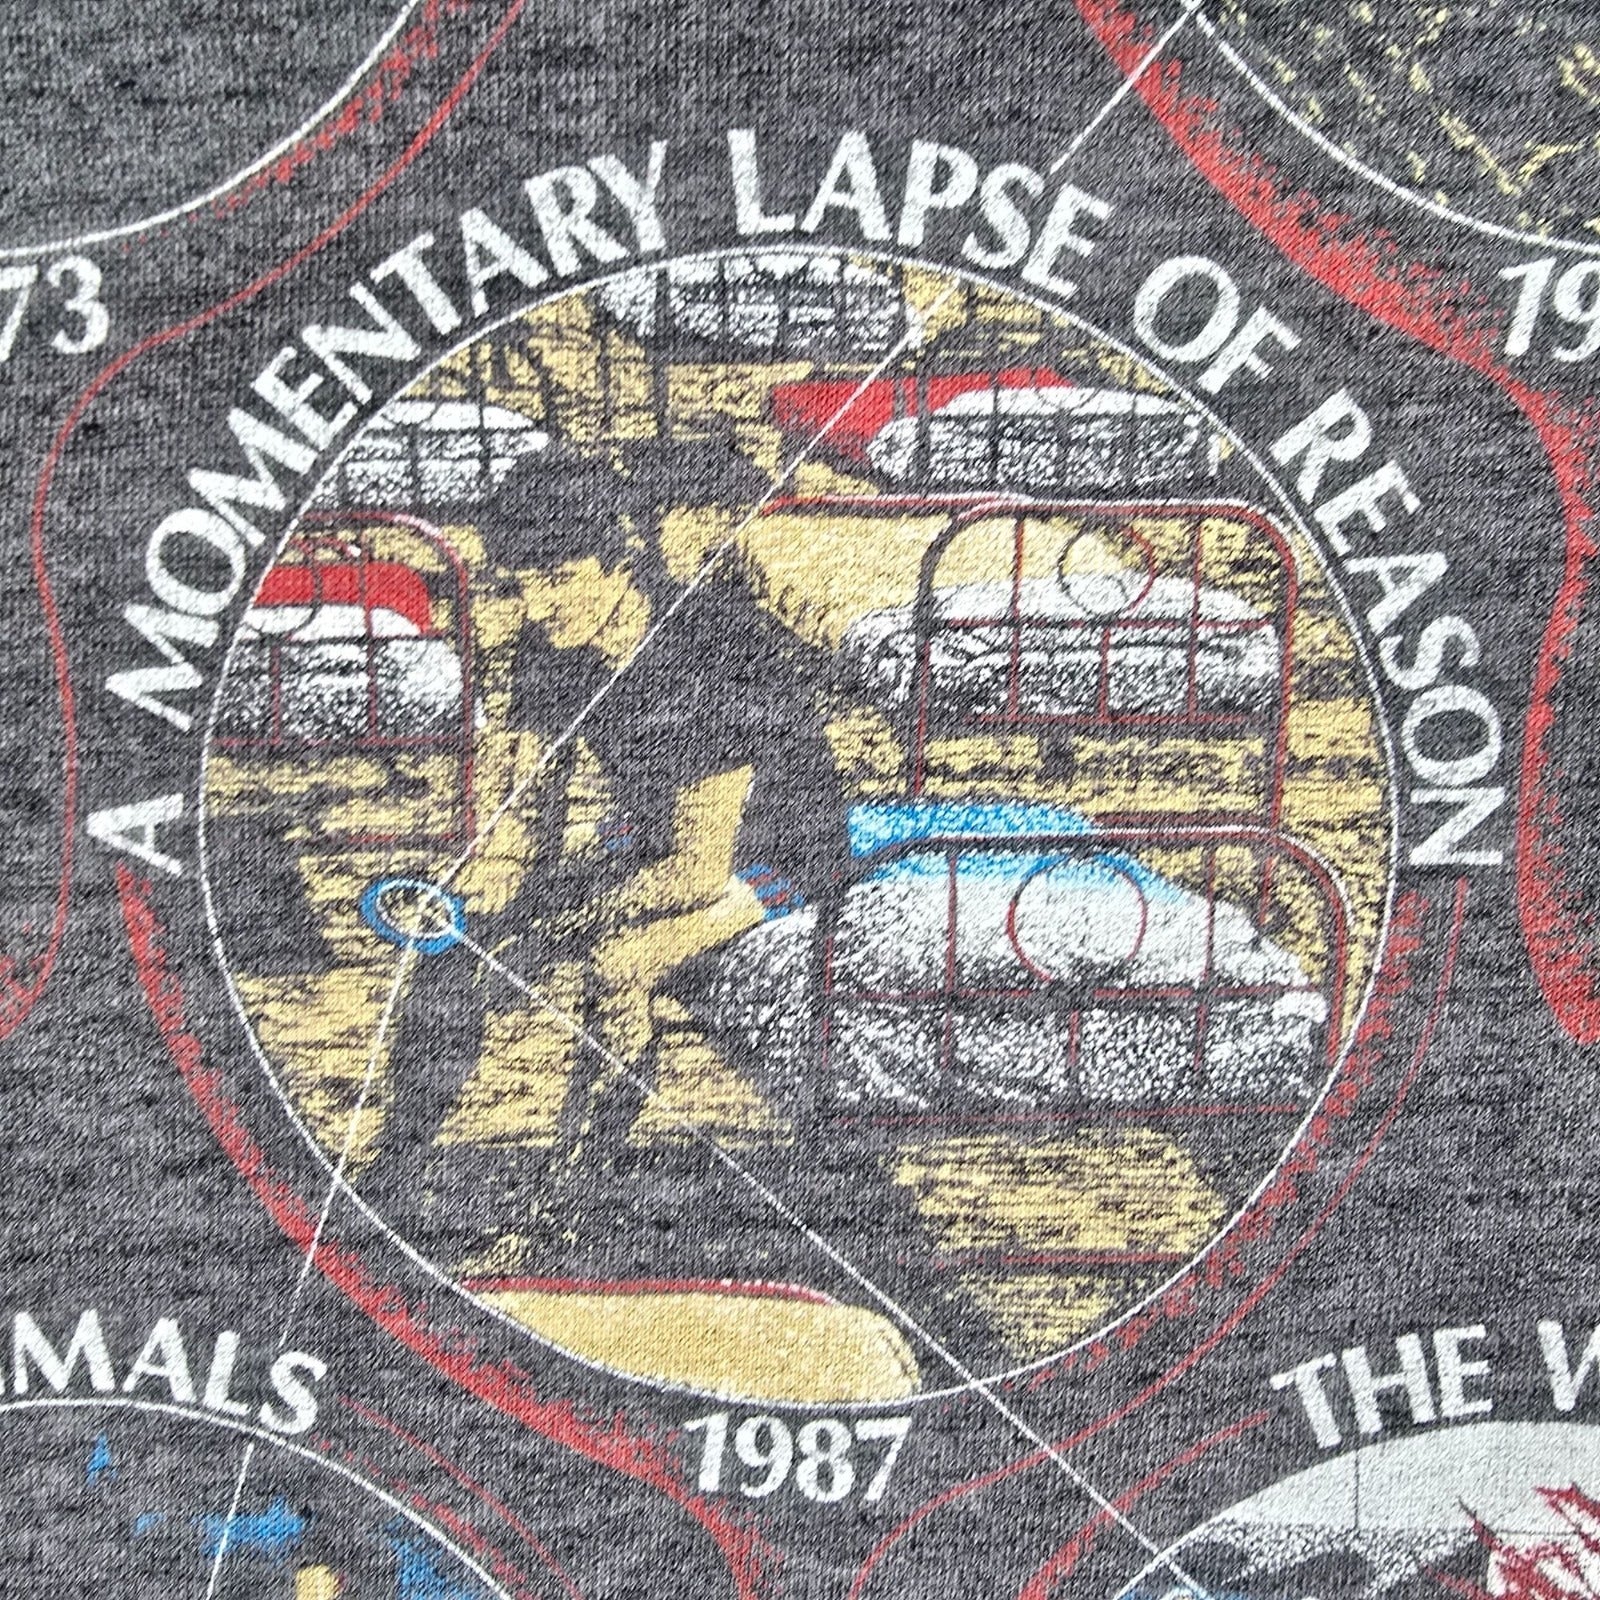 A MOMENTARY LAPSE OF REASON
73
19
MALS
THE W
1987